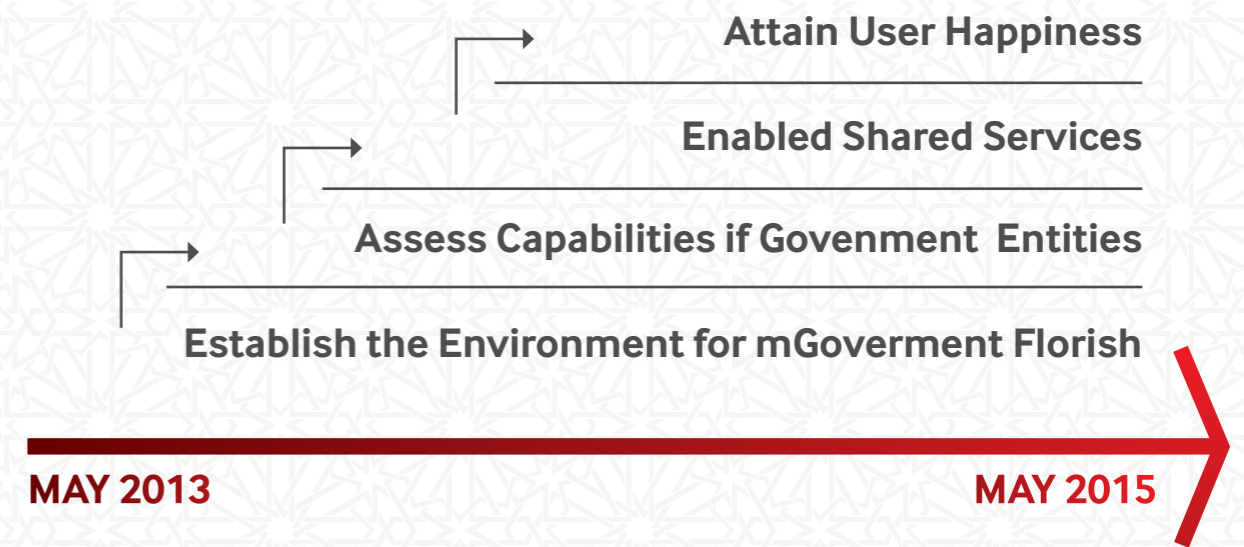 Attain User Happiness
Enabled Shared Services
Assess Capabilities if Govenment  Entities
Establish the Environment for mGoverment Florish
MAY 2013
MAY 2015